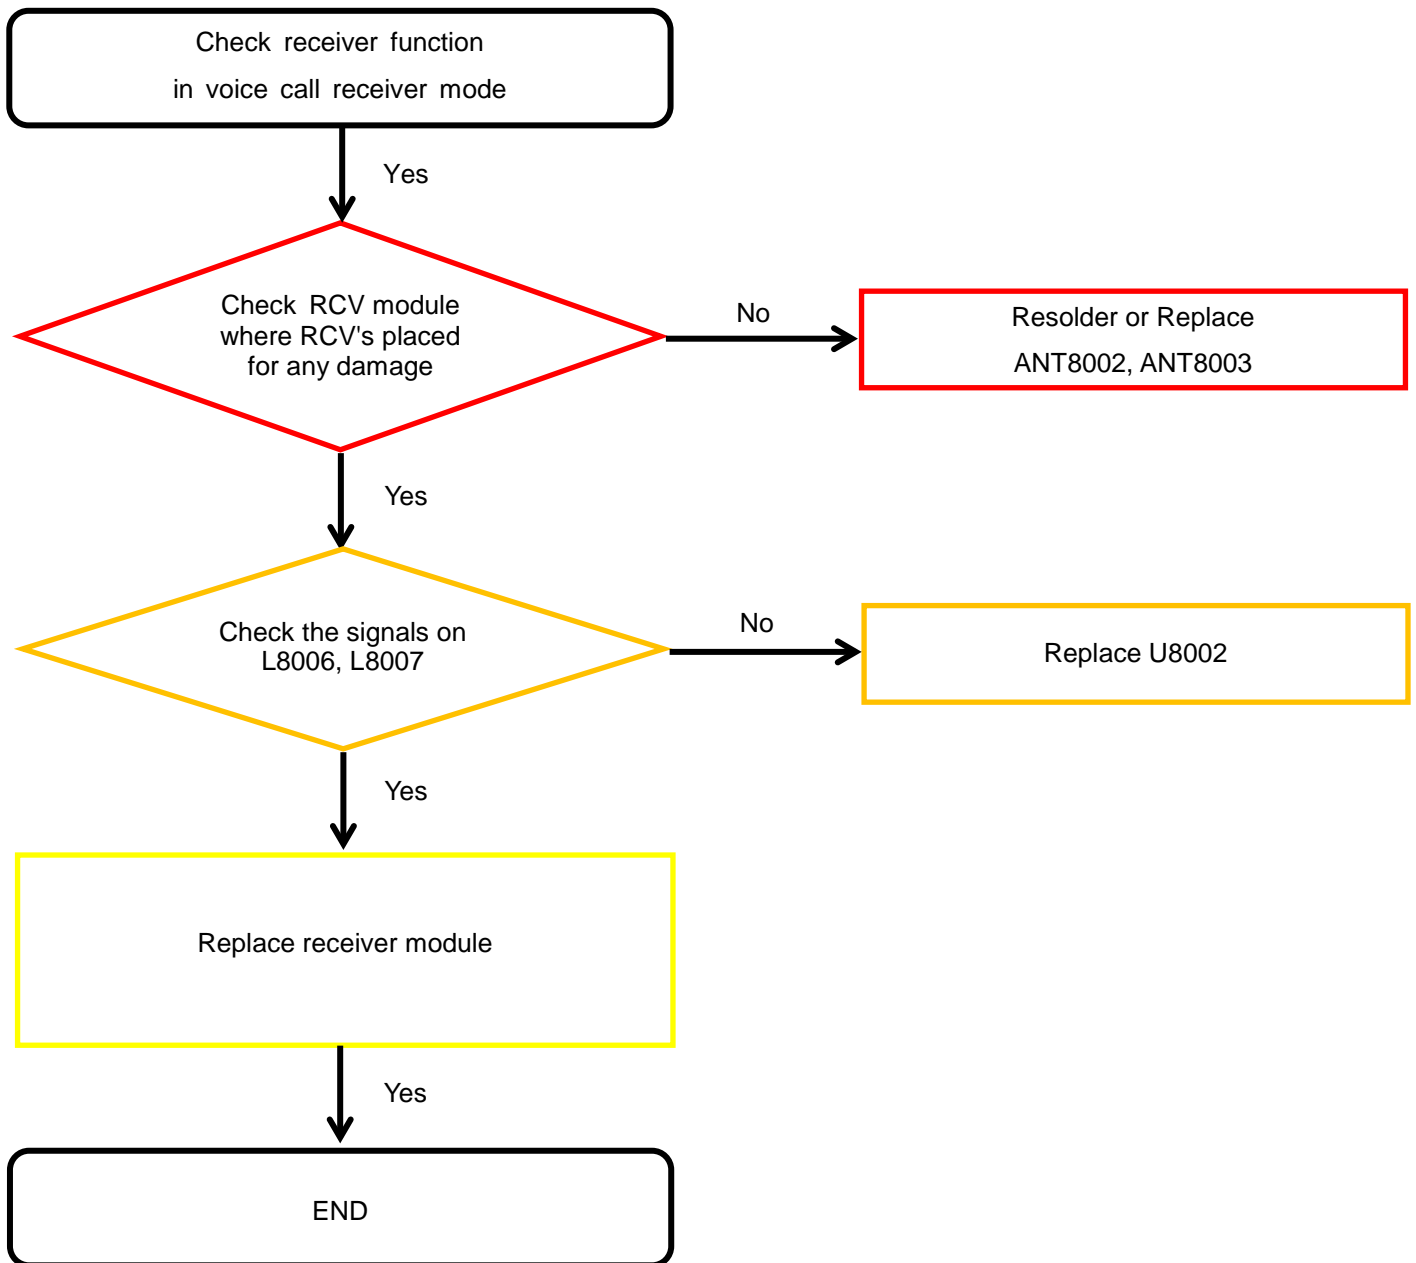 Check receiver function
in voice call receiver mode
Yes
Check RCV module
where RCV's placed
for any damage
No
Resolder or Replace
ANT8002, ANT8003
Yes
Check the signals on
L8006, L8007
No
Replace U8002
Yes
Replace receiver module
Yes
END